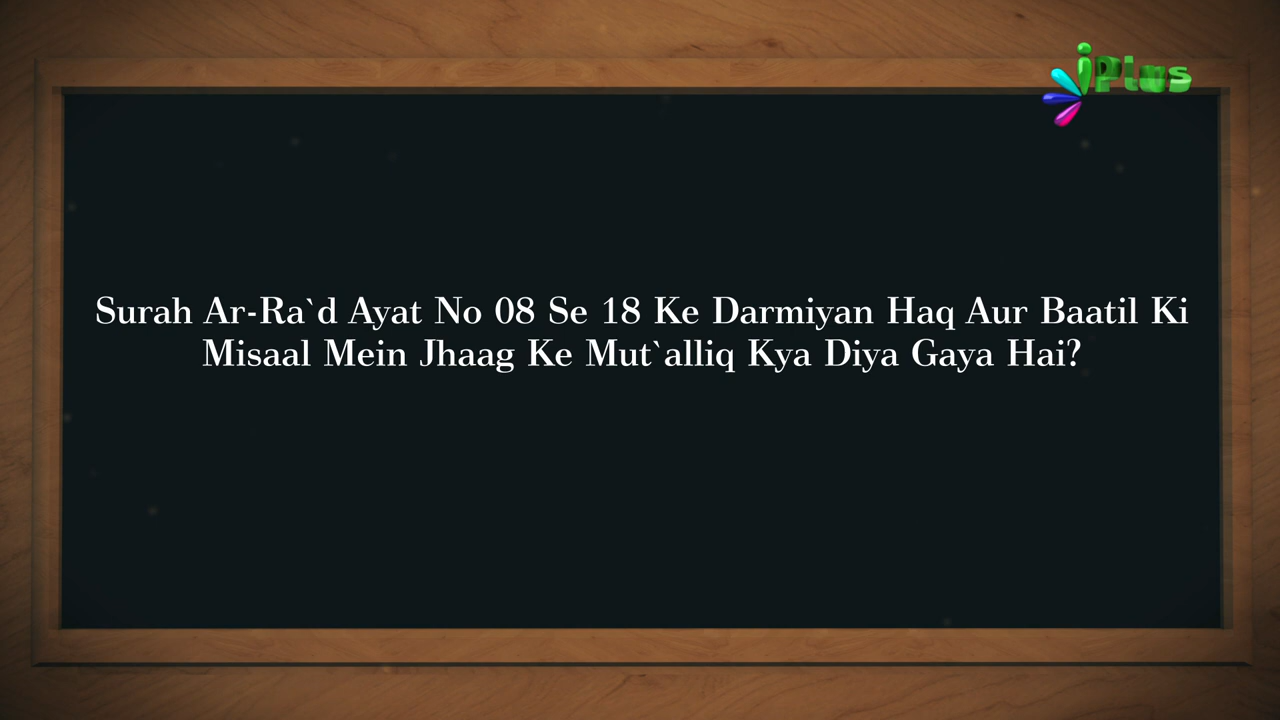 iPlus
Surah Ar-Ra`d Ayat No 08 Se 18 Ke Darmiyan Haq Aur Baatil Ki
Misaal Mein Jhaag Ke Mut`alliq Kya Diya Gaya Hai?